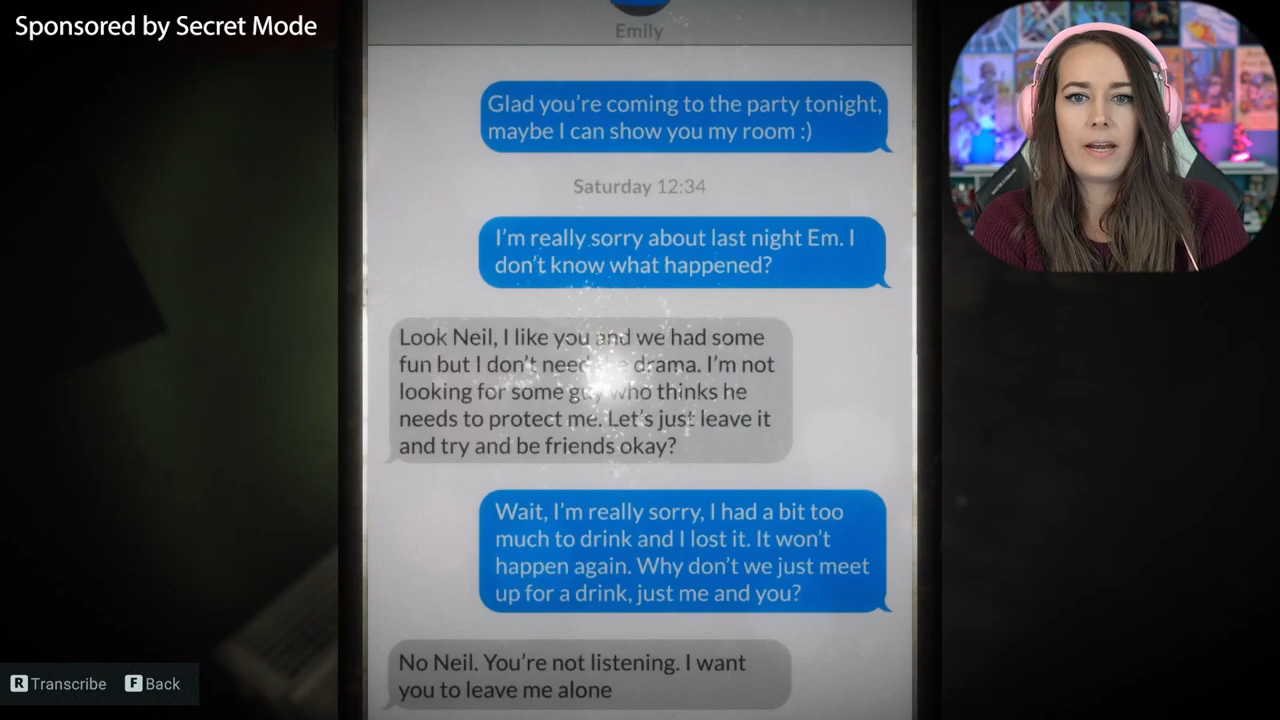 Sponsored by Secret Mode
Emily
Glad you're coming to the party tonight,
maybe I can show you my room :)
Saturday 12:34
I'm really sorry about last night Em. I
don't know what happened?
Look Neil, I like you and we had some
fun but I don't need the drama. I'm not
looking for some guy who thinks he
needs to protect me. Let's just leave it
and try and be friends okay?
Wait, I'm really sorry, I had a bit too
much to drink and I lost it. It won't
happen again. Why don't we just meet
up for a drink, just me and you?
No Neil. You're not listening. I want
you to leave me alone
R Transcribe F Back